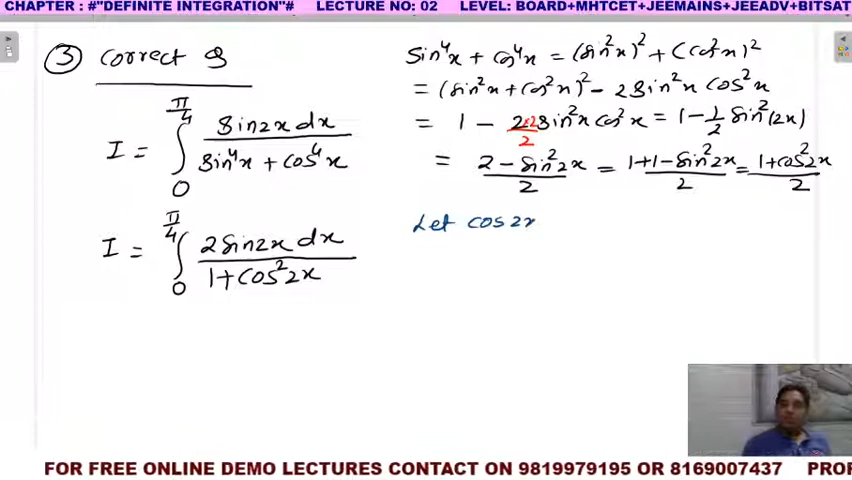 CHAPTER : #"DEFINITE INTEGRATION"# LECTURE NO: 02 LEVEL: BOARD+MHTCET+JEEMAINS+JEEADV+BITSAT
③ Correct Q
I = ∫₀^(π/4) sin2x dx / (sin⁴x + cos⁴x)
I = ∫₀^(π/4) 2sin2x dx / (1+cos²2x)
sin⁴x + cos⁴x = (sin²x)² + (cos²x)²
= (sin²x + cos²x)² - 2sin²x cos²x
= 1 - (2×2/2) sin²x cos²x = 1 - 1/2 sin²(2x)
= (2 - sin²2x)/2 = (1+1-sin²2x)/2 = (1+cos²2x)/2
Let cos2x
FOR FREE ONLINE DEMO LECTURES CONTACT ON 9819979195 OR 8169007437 PROF